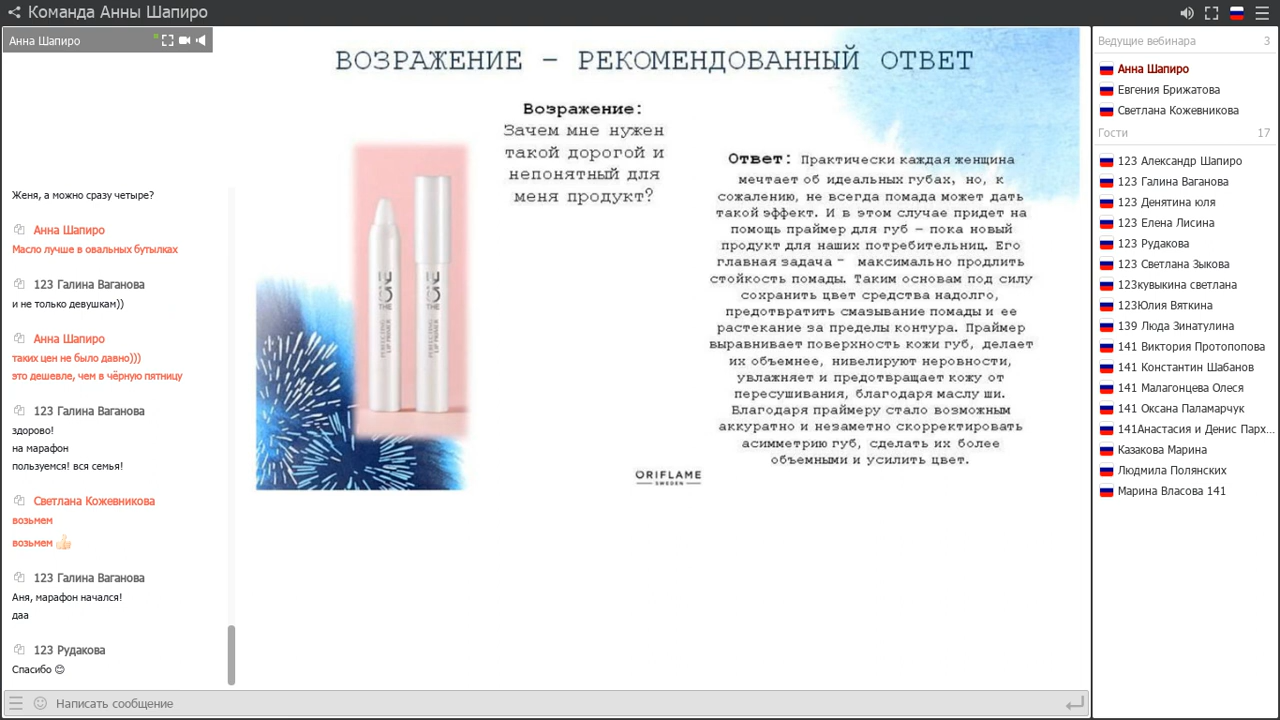 Команда Анны Шапиро
Анна Шапиро
Женя, а можно сразу четыре?
Анна Шапиро
Масло лучше в овальных бутылках
123 Галина Ваганова
и не только девушкам))
Анна Шапиро
таких цен не было давно)))
это дешевле, чем в чёрную пятницу
123 Галина Ваганова
здорово!
на марафон
пользуемся! вся семья!
Светлана Кожевникова
возьмем
возьмем 👍
123 Галина Ваганова
Аня, марафон начался!
даа
123 Рудакова
Спасибо 😊
Написать сообщение
ВОЗРАЖЕНИЕ – РЕКОМЕНДОВАННЫЙ ОТВЕТ
Возражение:
Зачем мне нужен
такой дорогой и
непонятный для
меня продукт?
THE ONE
PERFECTING
LIP PRIMER
THE ONE
PERFECTING
LIP PRIMER
Ответ: Практически каждая женщина
мечтает об идеальных губах, но, к
сожалению, не всегда помада может дать
такой эффект. И в этом случае придет на
помощь праймер для губ – пока новый
продукт для наших потребительниц. Его
главная задача – максимально продлить
стойкость помады. Таким основам под силу
сохранить цвет средства надолго,
предотвратить смазывание помады и ее
растекание за пределы контура. Праймер
выравнивает поверхность кожи губ, делает
их объемнее, нивелируют неровности,
увлажняет и предотвращает кожу от
пересушивания, благодаря маслу ши.
Благодаря праймеру стало возможным
аккуратно и незаметно скорректировать
асимметрию губ, сделать их более
объемными и усилить цвет.
ORIFLAME
SWEDEN
Ведущие вебинара 3
Анна Шапиро
Евгения Брижатова
Светлана Кожевникова
Гости 17
123 Александр Шапиро
123 Галина Ваганова
123 Денятина юля
123 Елена Лисина
123 Рудакова
123 Светлана Зыкова
123кувыкина светлана
123Юлия Вяткина
139 Люда Зинатулина
141 Виктория Протопопова
141 Константин Шабанов
141 Малагонцева Олеся
141 Оксана Паламарчук
141Анастасия и Денис Парх...
Казакова Марина
Людмила Полянских
Марина Власова 141